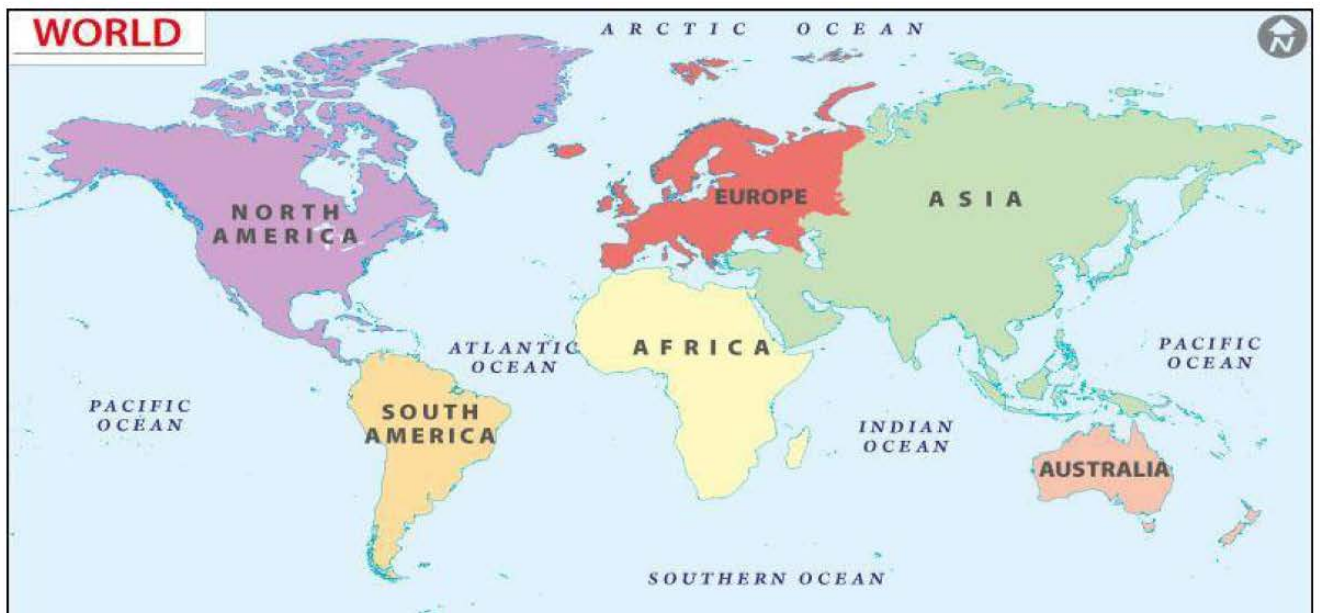 WORLD
ARCTIC OCEAN
N
NORTH
AMERICA
EUROPE
ASIA
ATLANTIC
OCEAN
AFRICA
PACIFIC
OCEAN
PACIFIC
OCEAN
SOUTH
AMERICA
INDIAN
OCEAN
AUSTRALIA
SOUTHERN OCEAN